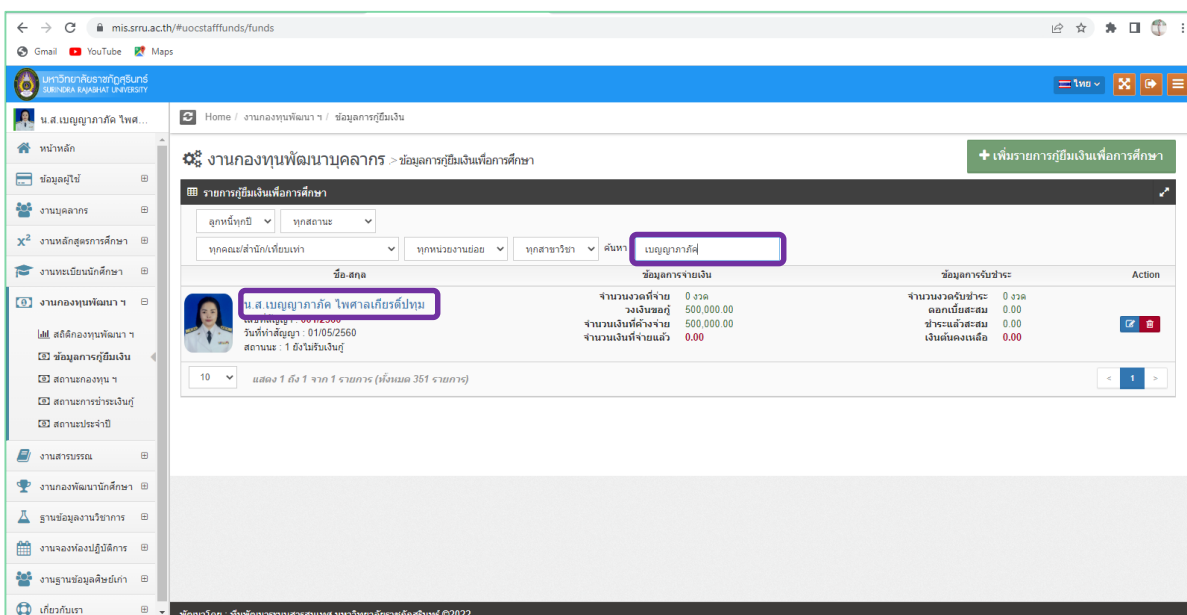 mis.srru.ac.th/#uocstafffunds/funds
Gmail YouTube Maps
มหาวิทยาลัยราชภัฏสุรินทร์
SURINDRA RAJABHAT UNIVERSITY
ไทย
น.ส.เบญญาภาภัค ไพศ...
Home / งานกองทุนพัฒนา ฯ / ข้อมูลการกู้ยืมเงิน
หน้าหลัก
ข้อมูลผู้ใช้
งานบุคลากร
งานหลักสูตรการศึกษา
งานทะเบียนนักศึกษา
งานกองทุนพัฒนา ฯ
สถิติกองทุนพัฒนา ฯ
ข้อมูลการกู้ยืมเงิน
สถานะกองทุน ฯ
สถานะการชำระเงินกู้
สถานะประจำปี
งานสารบรรณ
งานกองพัฒนานักศึกษา
ฐานข้อมูลงานวิชาการ
งานจองห้องปฏิบัติการ
งานฐานข้อมูลศิษย์เก่า
เกี่ยวกับเรา
งานกองทุนพัฒนาบุคลากร > ข้อมูลการกู้ยืมเงินเพื่อการศึกษา
เพิ่มรายการกู้ยืมเงินเพื่อการศึกษา
รายการกู้ยืมเงินเพื่อการศึกษา
ลูกหนี้ทุกปี ทุกสถานะ
ทุกคณะ/สำนัก/เทียบเท่า ทุกหน่วยงานย่อย ทุกสาขาวิชา ค้นหา เบญญาภาภัค
ชื่อ-สกุล ข้อมูลการจ่ายเงิน ข้อมูลการรับชำระ Action
น.ส.เบญญาภาภัค ไพศาลเกียรติ์ปทุม
วันที่ทำสัญญา : 01/05/2560
สถานนะ : 1 ยังไม่รับเงินกู้
จำนวนงวดที่จ่าย 0 งวด
วงเงินขอกู้ 500,000.00
จำนวนเงินที่ค้างจ่าย 500,000.00
จำนวนเงินที่จ่ายแล้ว 0.00
จำนวนงวดรับชำระ 0 งวด
ดอกเบี้ยสะสม 0.00
ชำระแล้วสะสม 0.00
เงินต้นคงเหลือ 0.00
10 แสดง 1 ถึง 1 จาก 1 รายการ (ทั้งหมด 351 รายการ)
< 1 >